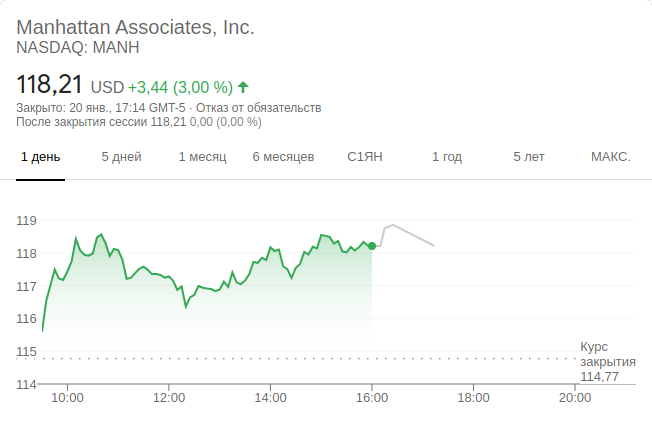 Manhattan Associates, Inc.
NASDAQ: MANH
118,21 USD +3,44 (3,00 %)
Закрыто: 20 янв., 17:14 GMT-5 · Отказ от обязательств
После закрытия сессии 118,21 0,00 (0,00 %)
1 день 5 дней 1 месяц 6 месяцев С1ЯН 1 год 5 лет МАКС.
119
118
117
116
115
114
Курс
закрытия
114,77
10:00 12:00 14:00 16:00 18:00 20:00